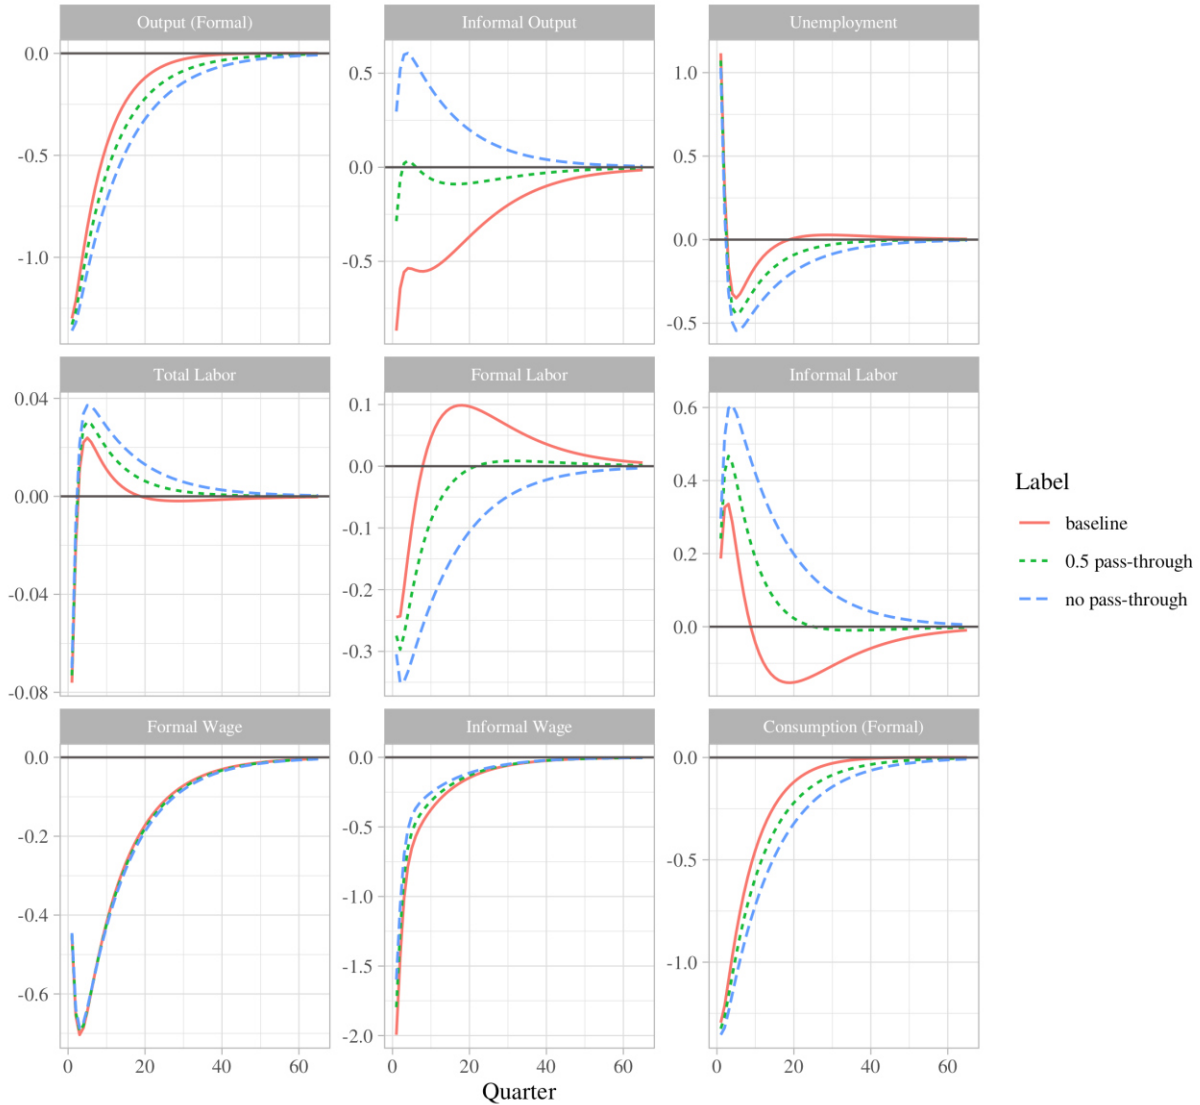 Output (Formal)
Informal Output
Unemployment
0.0
-0.5
-1.0
0.5
0.0
-0.5
1.0
0.5
0.0
-0.5
Total Labor
Formal Labor
Informal Labor
0.04
0.00
-0.04
-0.08
0.1
0.0
-0.1
-0.2
-0.3
0.6
0.4
0.2
0.0
Label
baseline
0.5 pass-through
no pass-through
Formal Wage
Informal Wage
Consumption (Formal)
0.0
-0.2
-0.4
-0.6
0.0
-0.5
-1.0
-1.5
-2.0
0.0
-0.5
-1.0
0 20 40 60
0 20 40 60
0 20 40 60
Quarter